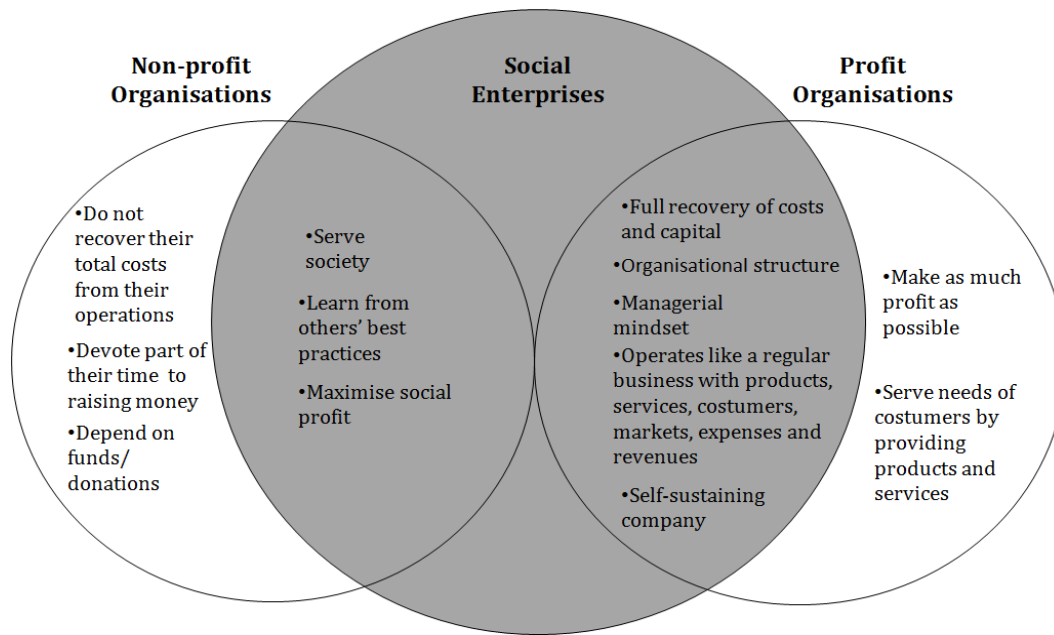 Non-profit
Organisations
Social
Enterprises
Profit
Organisations
•Do not
recover their
total costs
from their
operations
•Devote part of
their time to
raising money
•Depend on
funds/
donations
•Serve
society
•Learn from
others’ best
practices
•Maximise social
profit
•Full recovery of costs
and capital
•Organisational structure
•Managerial
mindset
•Operates like a regular
business with products,
services, costumers,
markets, expenses and
revenues
•Self-sustaining
company
•Make as much
profit as
possible
•Serve needs of
costumers by
providing
products and
services